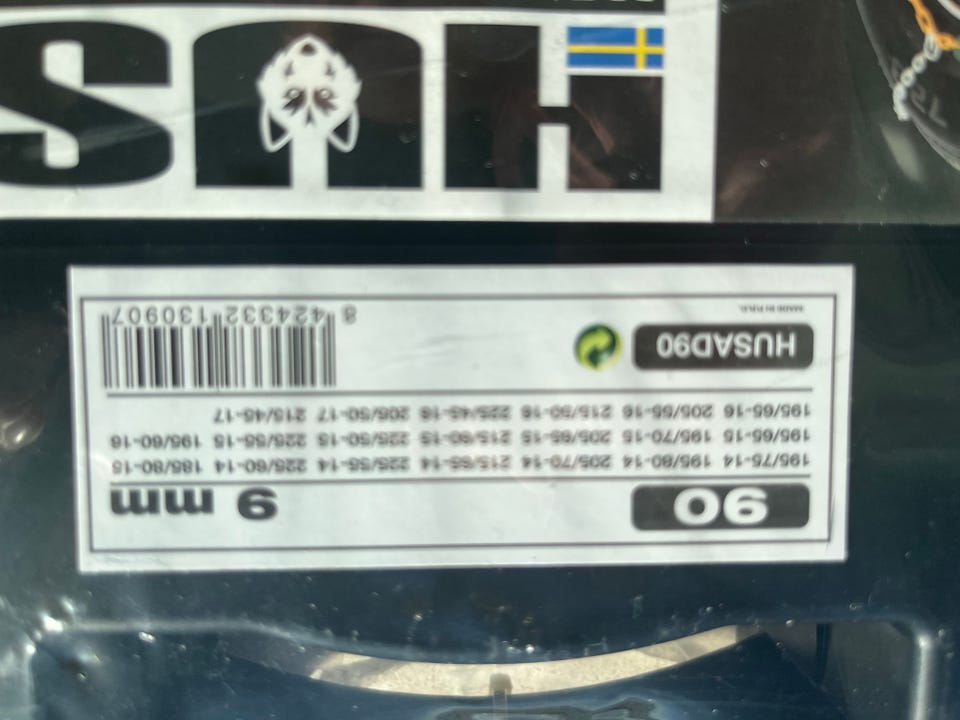 90 9 mm
195/75-14 195/80-14 205/70-14 215/65-14 225/55-14 225/60-14 185/80-15
195/65-15 195/70-15 205/65-15 215/60-15 225/50-15 225/55-15 195/60-16
195/65-16 205/55-16 215/50-16 225/45-16 205/50-17 215/45-17
HUSAD90
MADE IN P.R.C.
8 424332 130907
HUS